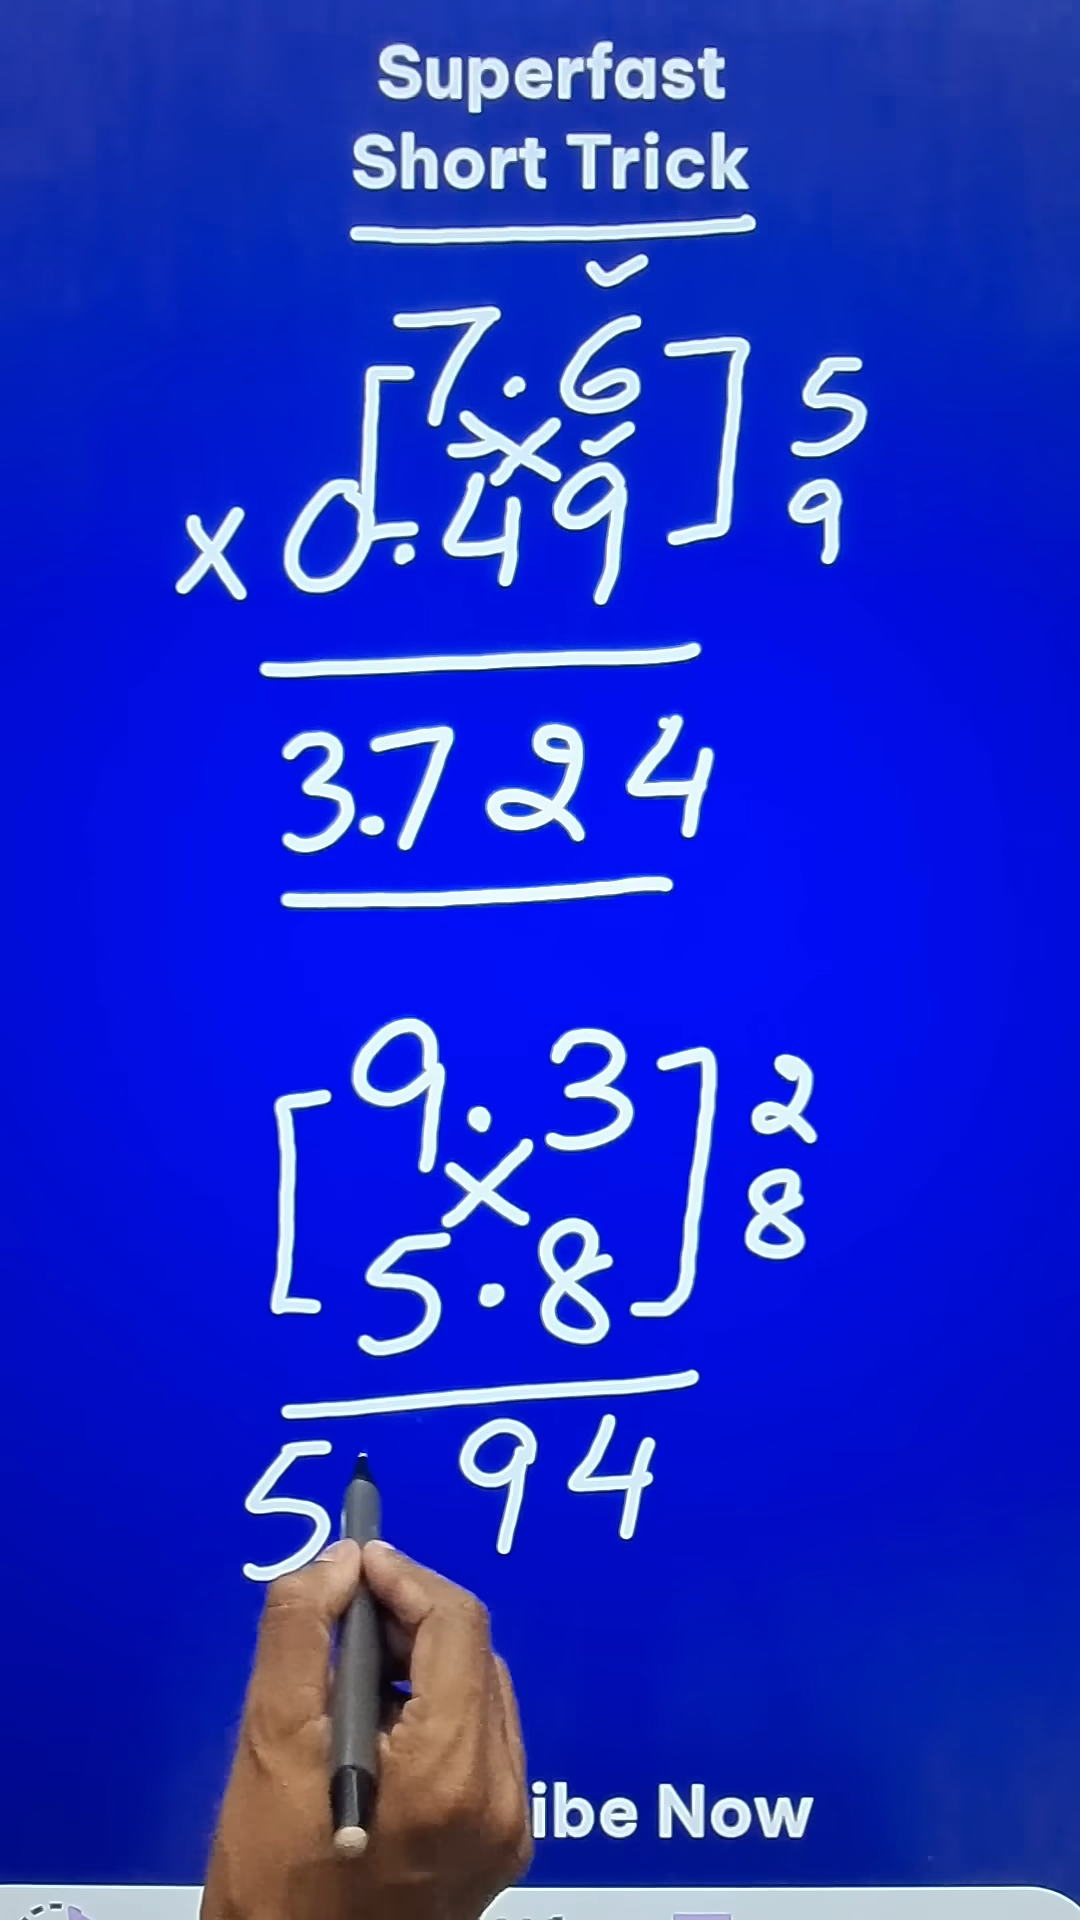 Superfast
Short Trick
7.6 5
× 0.49 9
3.724
9.3 2
×
5.8 8
5 94
ibe Now